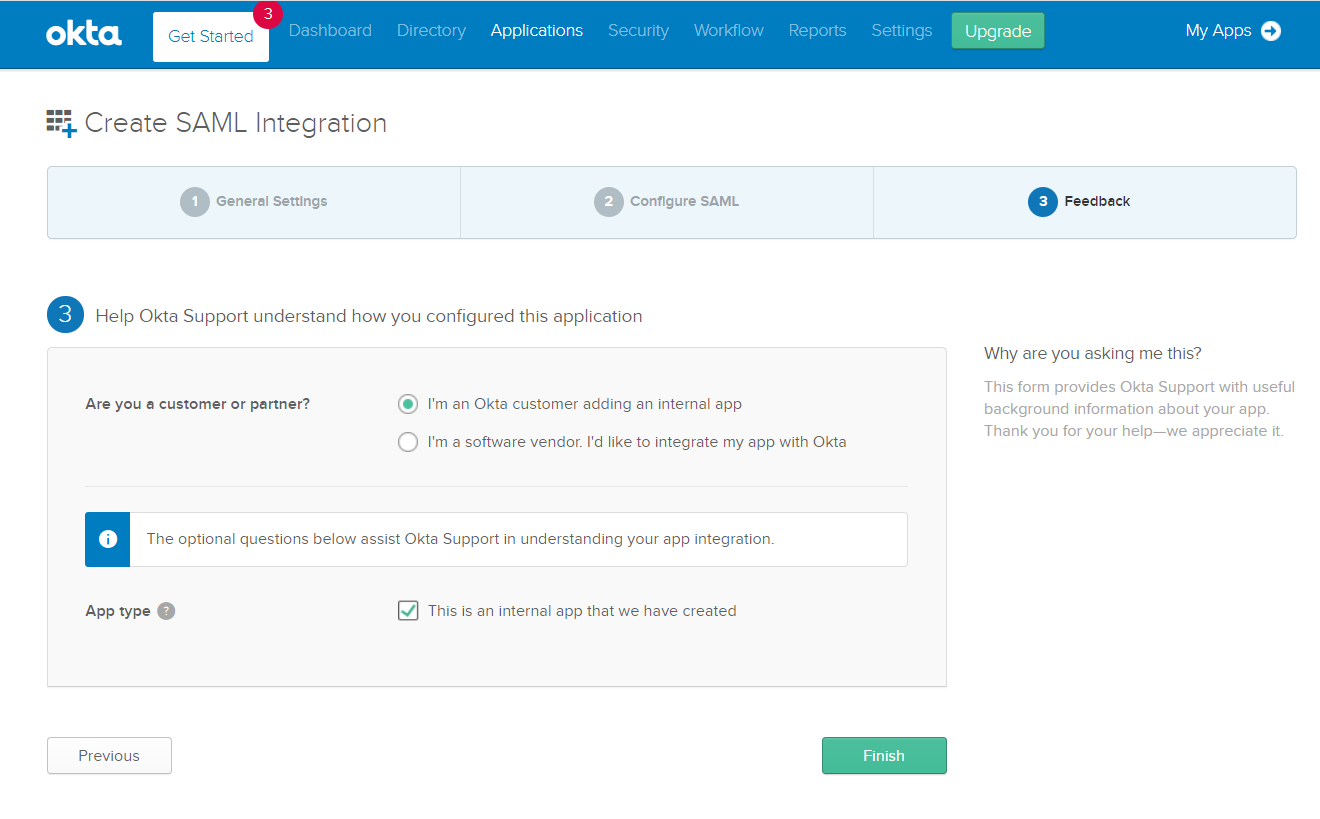 okta
Get Started
3
Dashboard
Directory
Applications
Security
Workflow
Reports
Settings
Upgrade
My Apps
Create SAML Integration
1 General Settings
2 Configure SAML
3 Feedback
3 Help Okta Support understand how you configured this application
Are you a customer or partner?
I'm an Okta customer adding an internal app
I'm a software vendor. I'd like to integrate my app with Okta
i The optional questions below assist Okta Support in understanding your app integration.
App type ?
This is an internal app that we have created
Why are you asking me this?
This form provides Okta Support with useful
background information about your app.
Thank you for your help—we appreciate it.
Previous
Finish